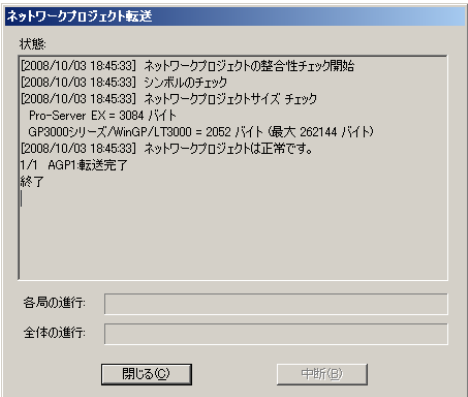 ネットワークプロジェクト転送
状態:
[2008/10/03 18:45:33] ネットワークプロジェクトの整合性チェック開始
[2008/10/03 18:45:33] シンボルのチェック
[2008/10/03 18:45:33] ネットワークプロジェクトサイズ チェック
Pro-Server EX = 3084 バイト
GP3000シリーズ/WinGP/LT3000 = 2052 バイト (最大 262144 バイト)
[2008/10/03 18:45:33] ネットワークプロジェクトは正常です。
1/1 AGP1:転送完了
終了
各局の進行:
全体の進行:
閉じる(C)
中断(B)